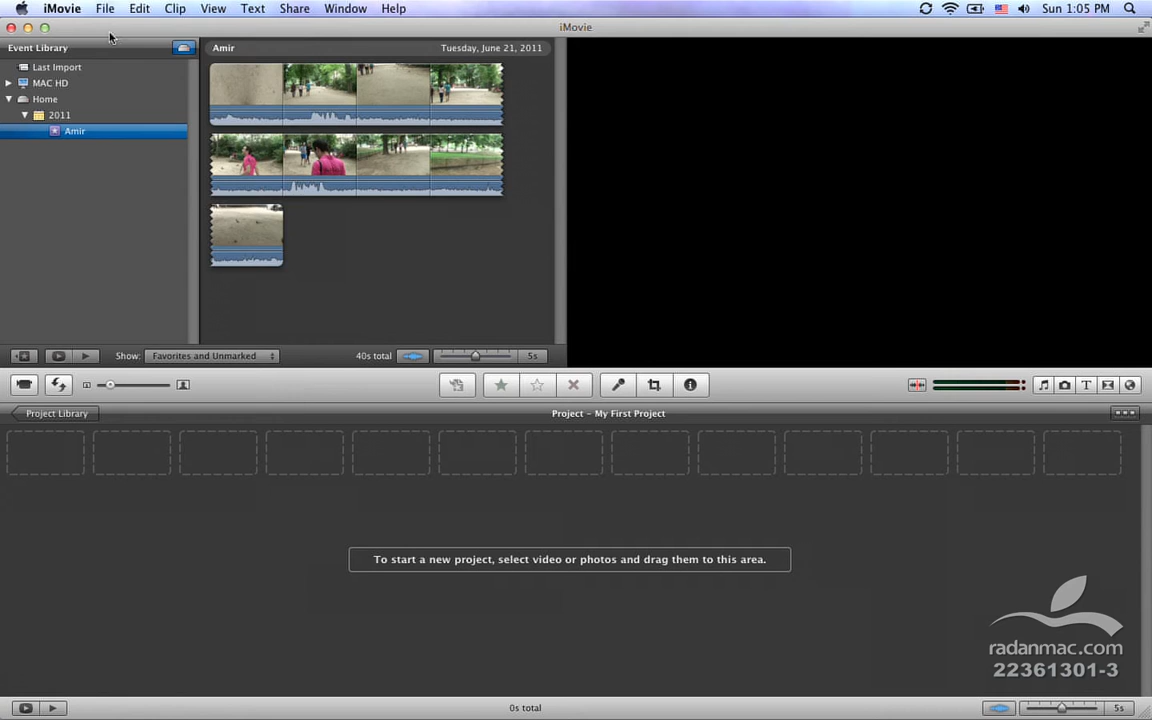 iMovie File Edit Clip View Text Share Window Help Sun 1:05 PM
iMovie
Event Library
Amir Tuesday, June 21, 2011
Last Import
MAC HD
Home
2011
Amir
Show: Favorites and Unmarked 40s total 5s
Project Library Project - My First Project
To start a new project, select video or photos and drag them to this area.
radanmac.com
22361301-3
0s total 5s